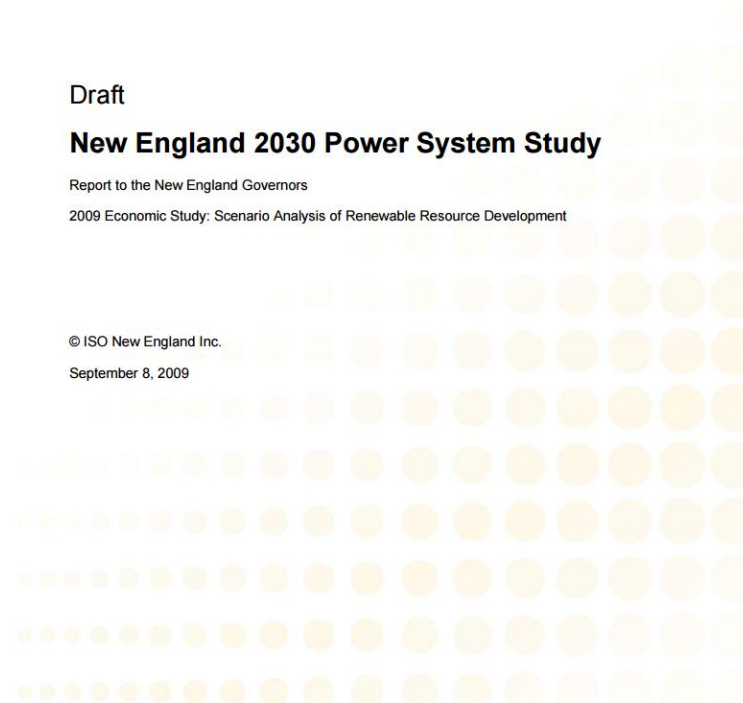 Draft
New England 2030 Power System Study
Report to the New England Governors
2009 Economic Study: Scenario Analysis of Renewable Resource Development
© ISO New England Inc.
September 8, 2009